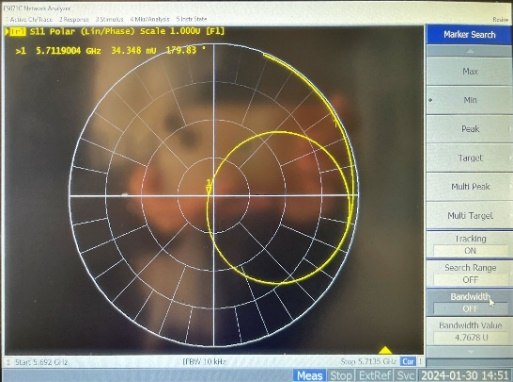 E5071C Network Analyzer
1 Active Ch/Trace 2 Response 3 Stimulus 4 Mkr/Analysis 5 Instr State
Resize
Tr1 S11 Polar (Lin/Phase) Scale 1.000U [F1]
>1 5.7119004 GHz 34.348 mU 179.83 °
1
Marker Search
Max
Min
Peak
Target
Multi Peak
Multi Target
Tracking
ON
Search Range
OFF
Bandwidth
OFF
Bandwidth Value
4.7678 U
1 Start 5.692 GHz IFBW 10 kHz Stop 5.7135 GHz Cor !
Meas Stop ExtRef Svc 2024-01-30 14:51